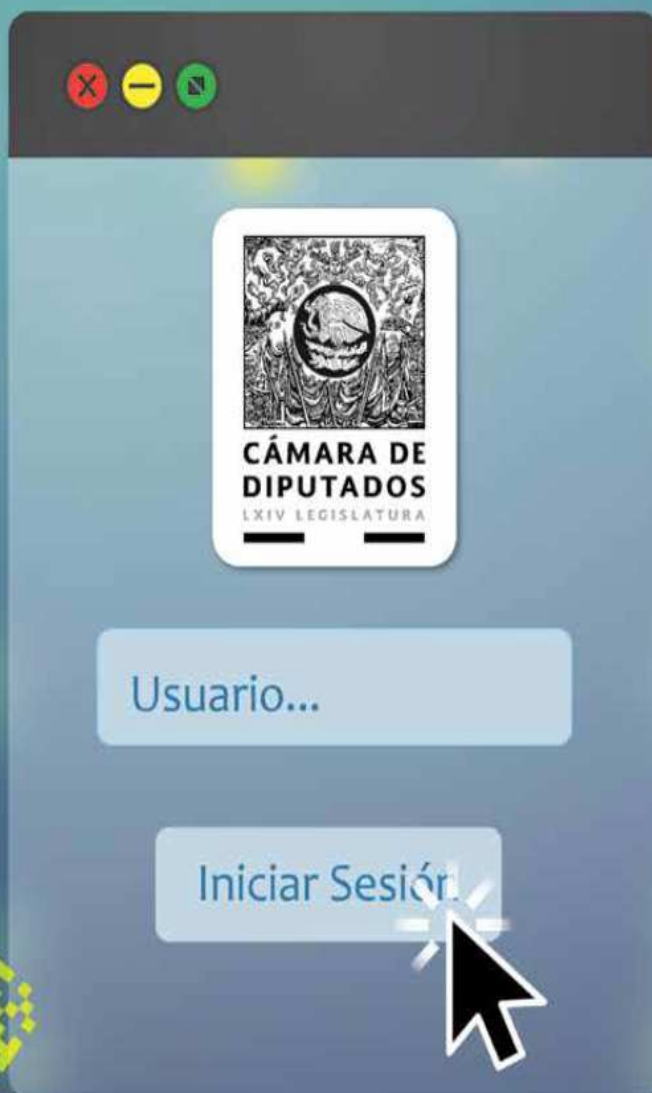 CÁMARA DE
DIPUTADOS
LXIV LEGISLATURA
Usuario...
Iniciar Sesión